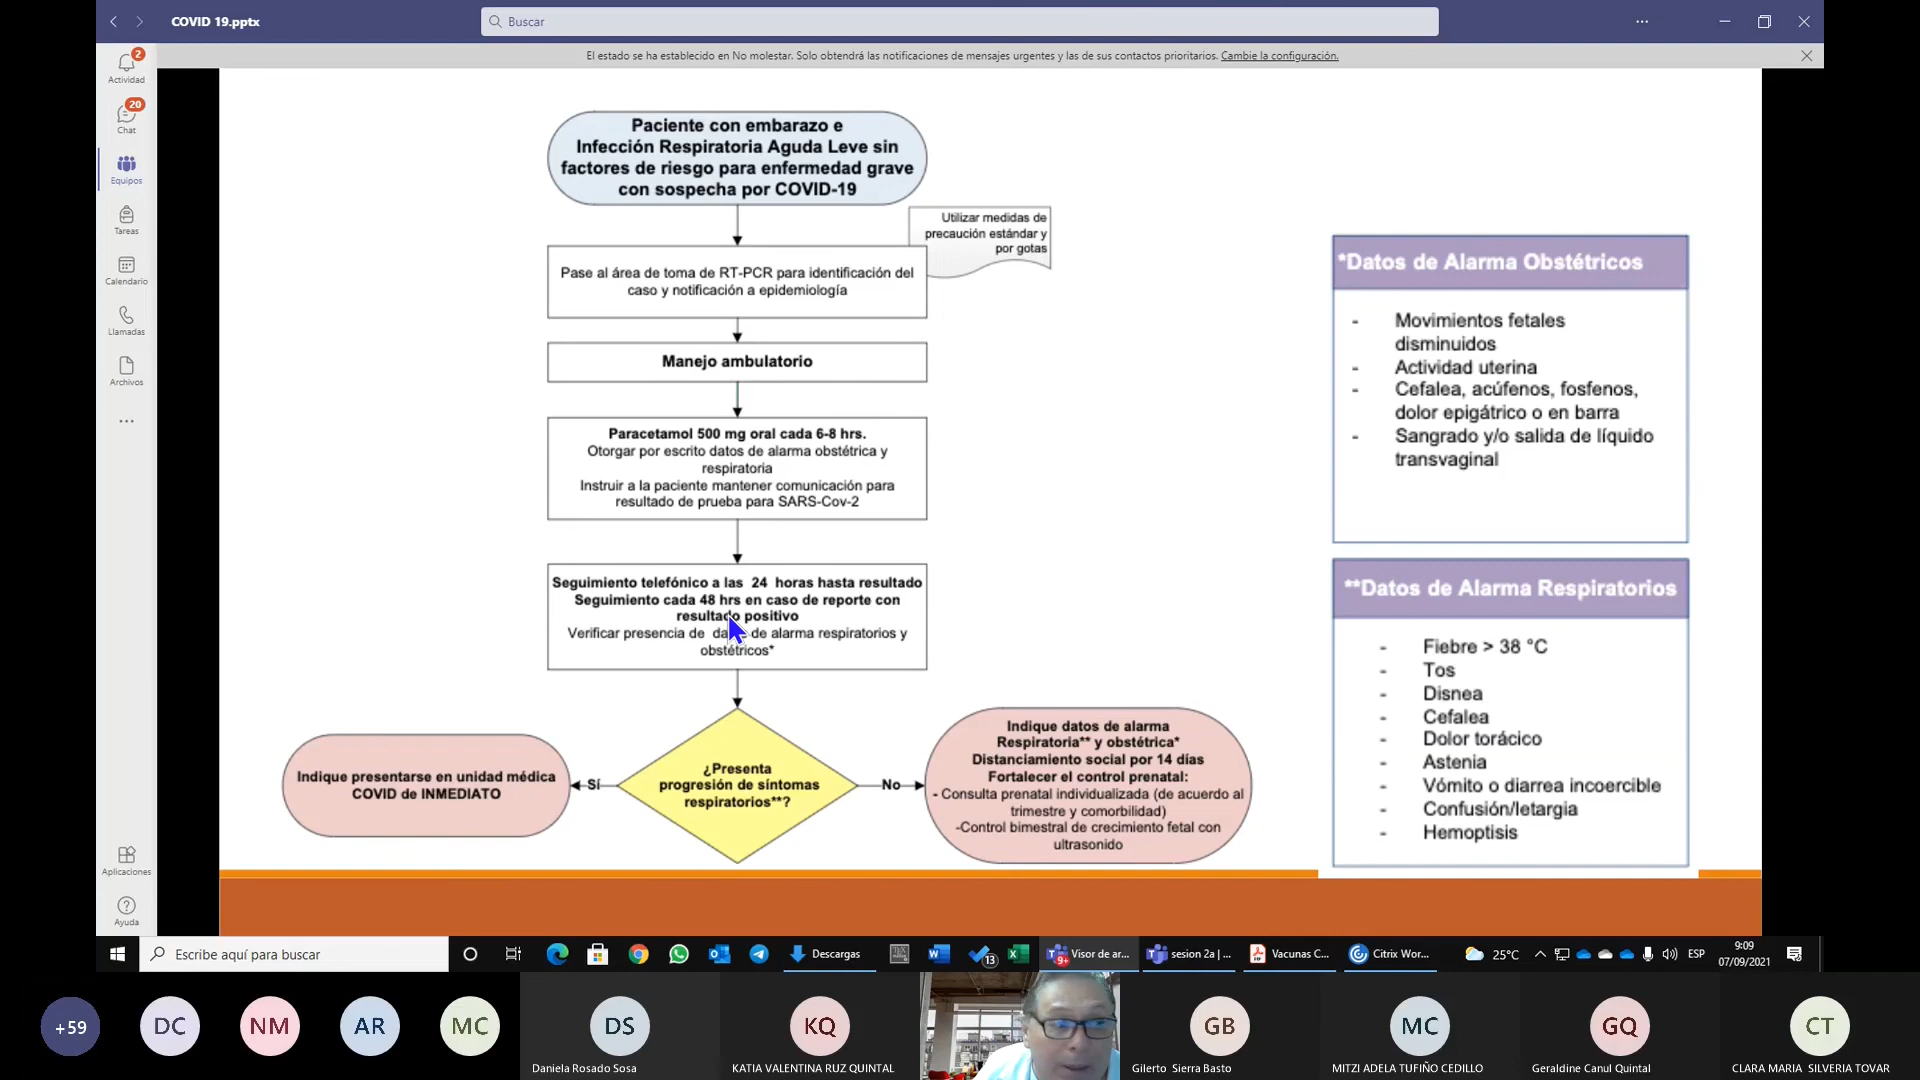 COVID 19.pptx
Buscar
El estado se ha establecido en No molestar. Solo obtendrá las notificaciones de mensajes urgentes y las de sus contactos prioritarios. Cambie la configuración.
2
Actividad
20
Chat
Equipos
Tareas
Calendario
Llamadas
Archivos
Aplicaciones
Ayuda
Paciente con embarazo e
Infección Respiratoria Aguda Leve sin
factores de riesgo para enfermedad grave
con sospecha por COVID-19
Utilizar medidas de
precaución estándar y
por gotas
Pase al área de toma de RT-PCR para identificación del
caso y notificación a epidemiología
Manejo ambulatorio
Paracetamol 500 mg oral cada 6-8 hrs.
Otorgar por escrito datos de alarma obstétrica y
respiratoria
Instruir a la paciente mantener comunicación para
resultado de prueba para SARS-Cov-2
Seguimiento telefónico a las 24 horas hasta resultado
Seguimiento cada 48 hrs en caso de reporte con
resultado positivo
Verificar presencia de de alarma respiratorios y
obstétricos*
¿Presenta
progresión de síntomas
respiratorios**?
Sí
No
Indique presentarse en unidad médica
COVID de INMEDIATO
Indique datos de alarma
Respiratoria** y obstétrica*
Distanciamiento social por 14 días
Fortalecer el control prenatal:
- Consulta prenatal individualizada (de acuerdo al
trimestre y comorbilidad)
-Control bimestral de crecimiento fetal con
ultrasonido
*Datos de Alarma Obstétricos
- Movimientos fetales
disminuidos
- Actividad uterina
- Cefalea, acúfenos, fosfenos,
dolor epigátrico o en barra
- Sangrado y/o salida de líquido
transvaginal
**Datos de Alarma Respiratorios
- Fiebre > 38 °C
- Tos
- Disnea
- Cefalea
- Dolor torácico
- Astenia
- Vómito o diarrea incoercible
- Confusión/letargia
- Hemoptisis
Escribe aquí para buscar
Descargas
13
9+
Visor de ar...
sesion 2a | ...
Vacunas C...
Citrix Wor...
25°C
ESP
9:09
07/09/2021
+59
DC
NM
AR
MC
DS
Daniela Rosado Sosa
KQ
KATIA VALENTINA RUZ QUINTAL
GB
Gilerto Sierra Basto
MC
MITZI ADELA TUFIÑO CEDILLO
GQ
Geraldine Canul Quintal
CT
CLARA MARIA SILVERIA TOVAR